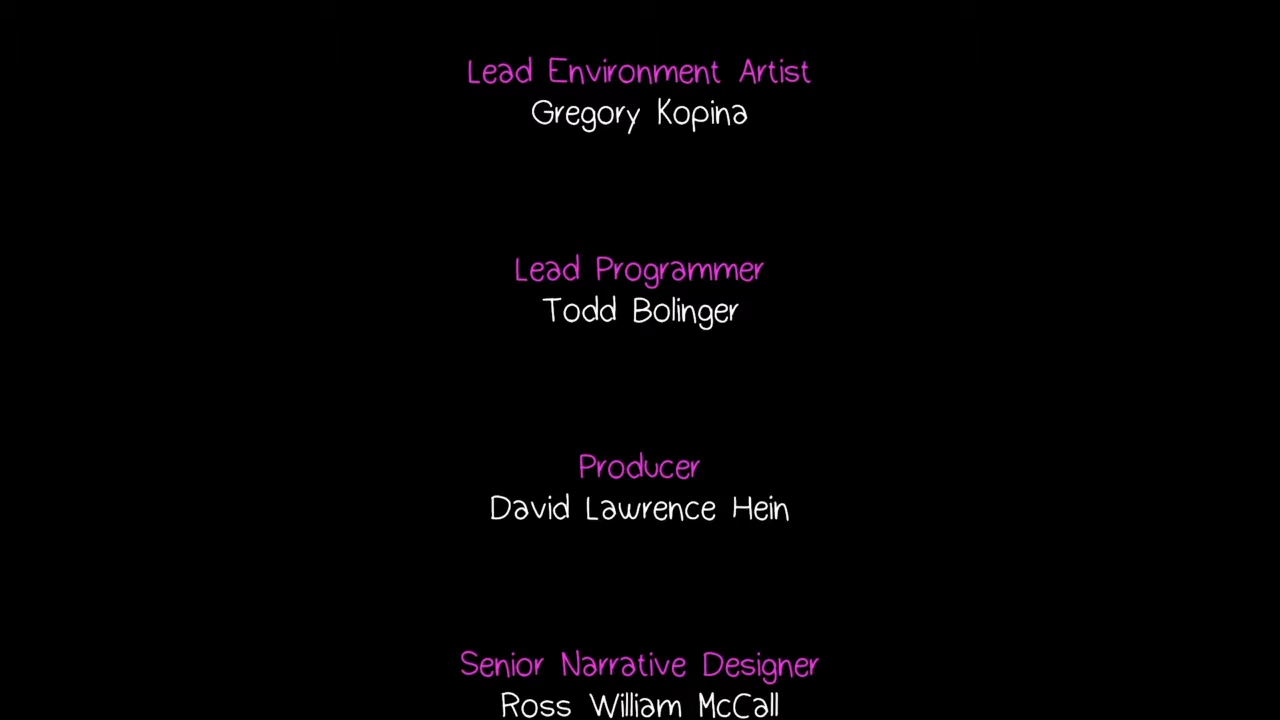 Lead Environment Artist
Gregory Kopina
Lead Programmer
Todd Bolinger
Producer
David Lawrence Hein
Senior Narrative Designer
Ross William McCall